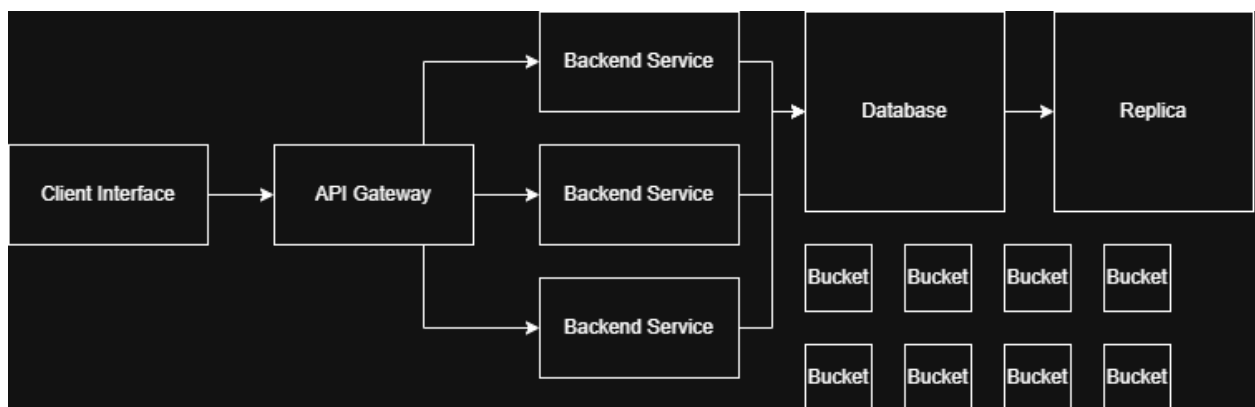 Backend Service
Database
Replica
Client Interface
API Gateway
Backend Service
Backend Service
Bucket
Bucket
Bucket
Bucket
Bucket
Bucket
Bucket
Bucket